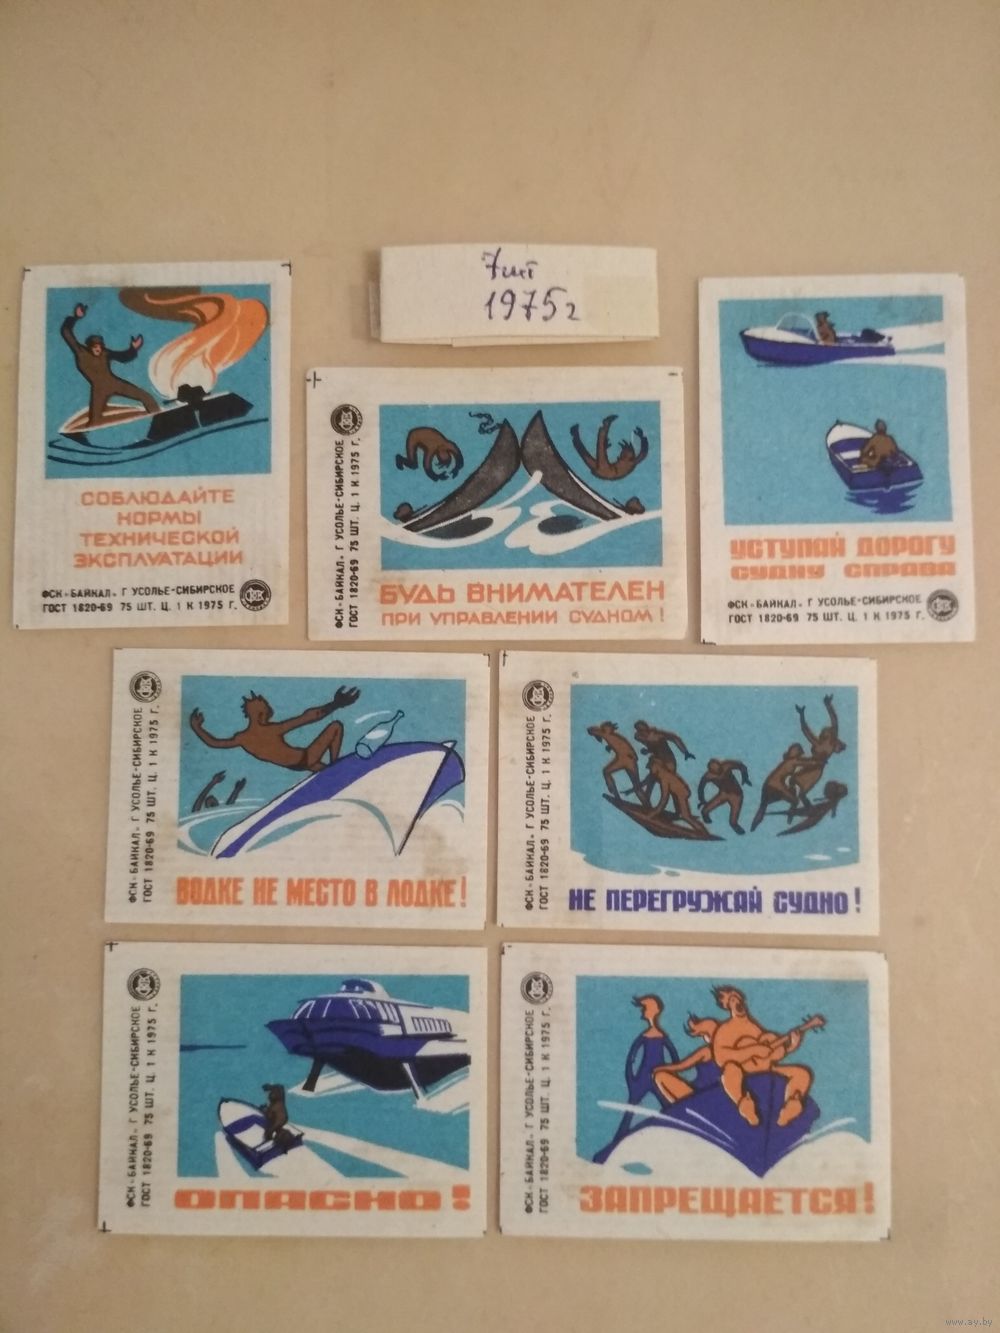 7шт
1975г
СОБЛЮДАЙТЕ
НОРМЫ
ТЕХНИЧЕСКОЙ
ЭКСПЛУАТАЦИИ
ФСК „БАЙКАЛ" Г УСОЛЬЕ-СИБИРСКОЕ
ГОСТ 1820-69 75 ШТ. Ц. 1 К 1975 Г.
ФСК „БАЙКАЛ" Г УСОЛЬЕ-СИБИРСКОЕ
ГОСТ 1820-69 75 ШТ. Ц. 1 К 1975 Г.
БУДЬ ВНИМАТЕЛЕН
ПРИ УПРАВЛЕНИИ СУДНОМ!
УСТУПАЙ ДОРОГУ
СУДНУ СПРАВА
ФСК „БАЙКАЛ" Г УСОЛЬЕ-СИБИРСКОЕ
ГОСТ 1820-69 75 ШТ. Ц. 1 К 1975 Г.
ФСК „БАЙКАЛ" Г УСОЛЬЕ-СИБИРСКОЕ
ГОСТ 1820-69 75 ШТ. Ц. 1 К 1975 Г.
ВОДКЕ НЕ МЕСТО В ЛОДКЕ!
ФСК „БАЙКАЛ" Г УСОЛЬЕ-СИБИРСКОЕ
ГОСТ 1820-69 75 ШТ. Ц. 1 К 1975 Г.
НЕ ПЕРЕГРУЖАЙ СУДНО!
ФСК „БАЙКАЛ" Г УСОЛЬЕ-СИБИРСКОЕ
ГОСТ 1820-69 75 ШТ. Ц. 1 К 1975 Г.
ОПАСНО!
ФСК „БАЙКАЛ" Г УСОЛЬЕ-СИБИРСКОЕ
ГОСТ 1820-69 75 ШТ. Ц. 1 К 1975 Г.
ЗАПРЕЩАЕТСЯ!
www.ay.by